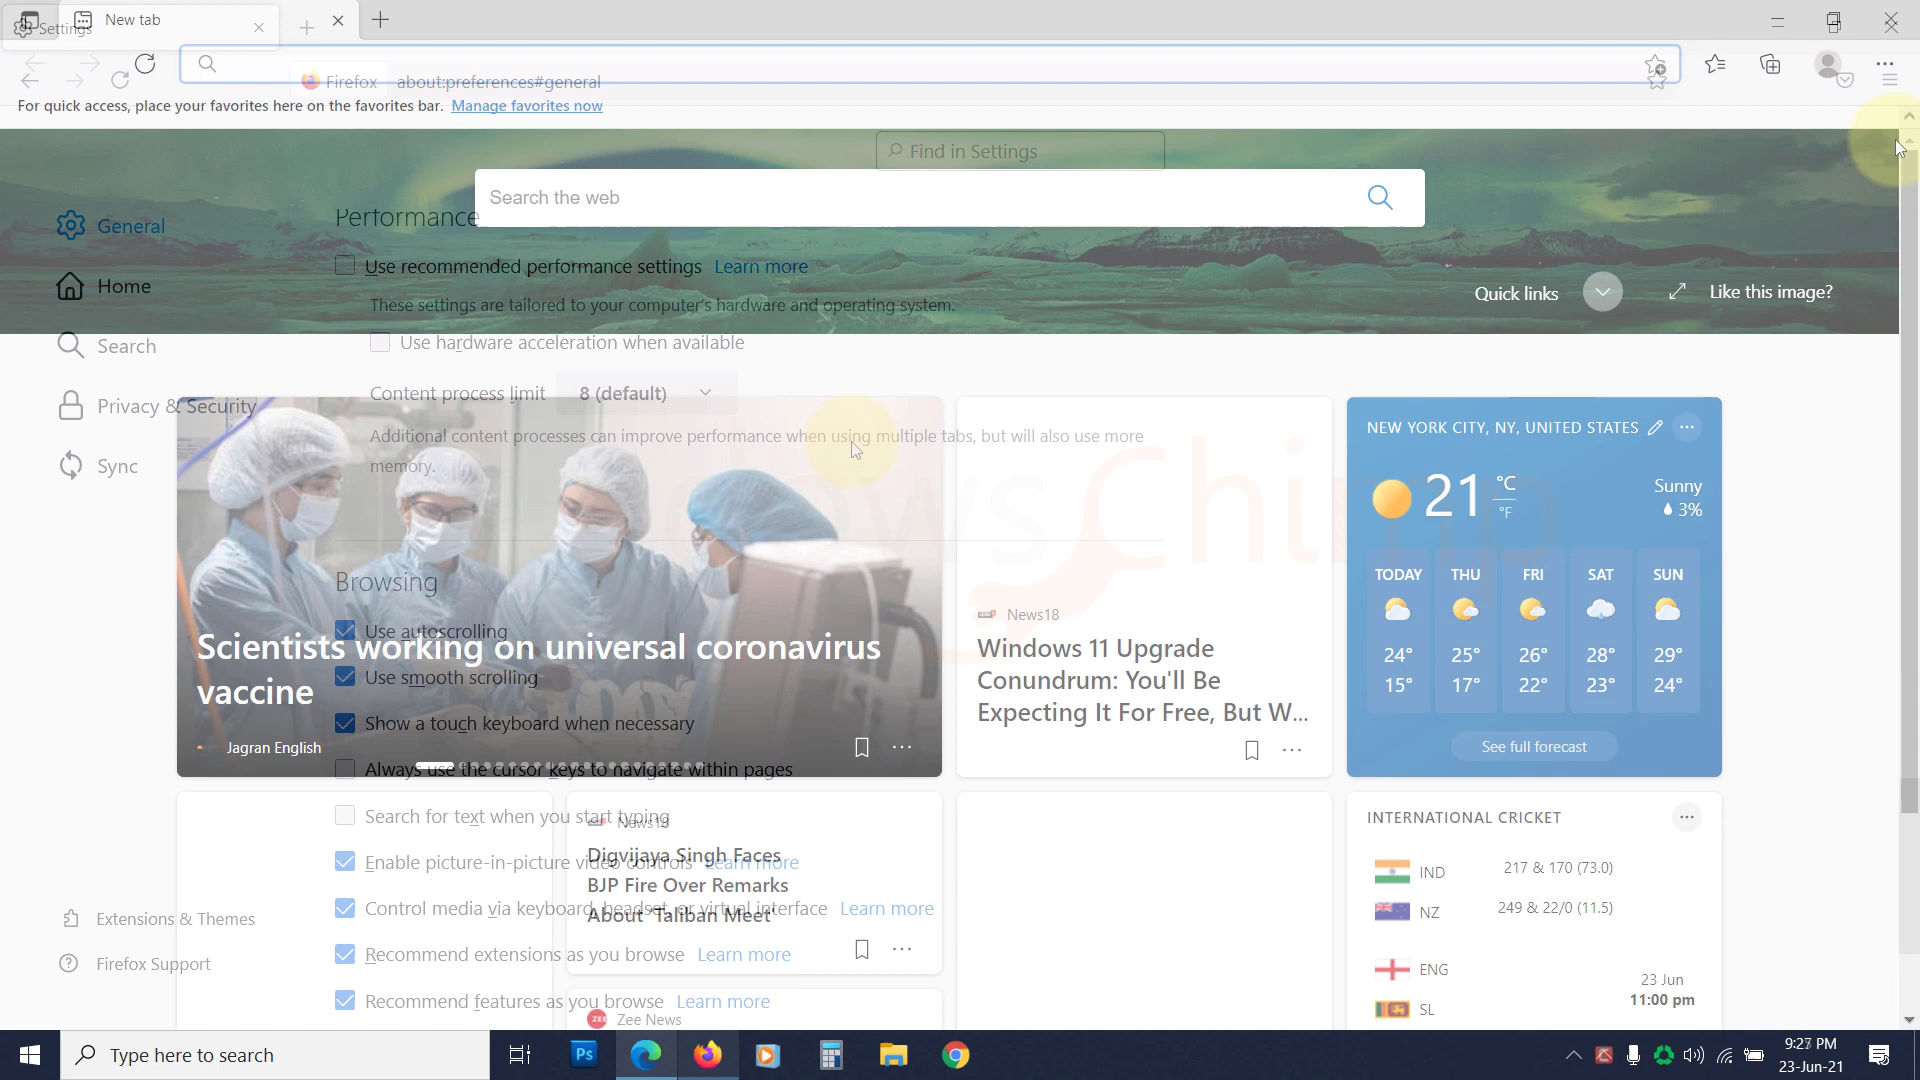 New tab
Settings
Firefox about:preferences#general
For quick access, place your favorites here on the favorites bar. Manage favorites now
Find in Settings
Search the web
Performance
General
Use recommended performance settings Learn more
Home
These settings are tailored to your computer's hardware and operating system.
Quick links
Like this image?
Search
Use hardware acceleration when available
Content process limit 8 (default)
Privacy & Security
Additional content processes can improve performance when using multiple tabs, but will also use more
memory.
Sync
NEW YORK CITY, NY, UNITED STATES
21 °C
°F
Sunny
3%
TODAY THU FRI SAT SUN
24° 25° 26° 28° 29°
15° 17° 22° 23° 24°
See full forecast
Browsing
Use autoscrolling
Scientists working on universal coronavirus
vaccine
Use smooth scrolling
Show a touch keyboard when necessary
Jagran English
Always use the cursor keys to navigate within pages
News18
Windows 11 Upgrade
Conundrum: You'll Be
Expecting It For Free, But W...
Search for text when you start typing
News18
Digvijaya Singh Faces
BJP Fire Over Remarks
About 'Taliban Meet'
Enable picture-in-picture video controls Learn more
Control media via keyboard, headset, or virtual interface Learn more
Recommend extensions as you browse Learn more
Recommend features as you browse Learn more
Zee News
Extensions & Themes
Firefox Support
INTERNATIONAL CRICKET
IND 217 & 170 (73.0)
NZ 249 & 22/0 (11.5)
ENG
SL
23 Jun
11:00 pm
Type here to search
Ps
23-Jun-21